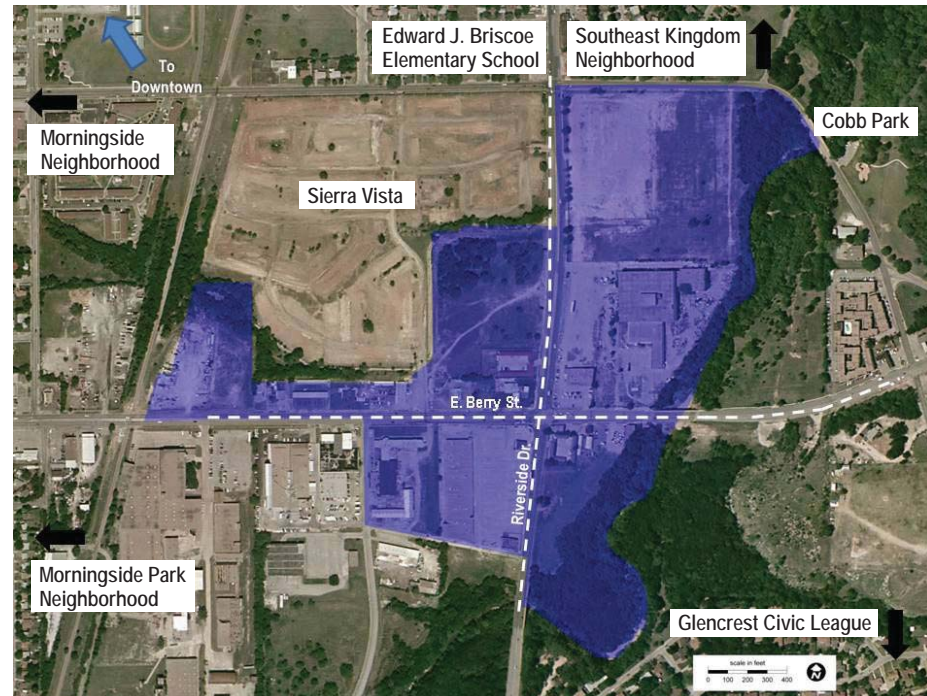 Edward J. Briscoe
Elementary School
Southeast Kingdom
Neighborhood
To
Downtown
Cobb Park
Morningside
Neighborhood
Sierra Vista
E. Berry St.
Riverside Dr.
Morningside Park
Neighborhood
Glencrest Civic League
scale in feet
0 100 200 300 400
N